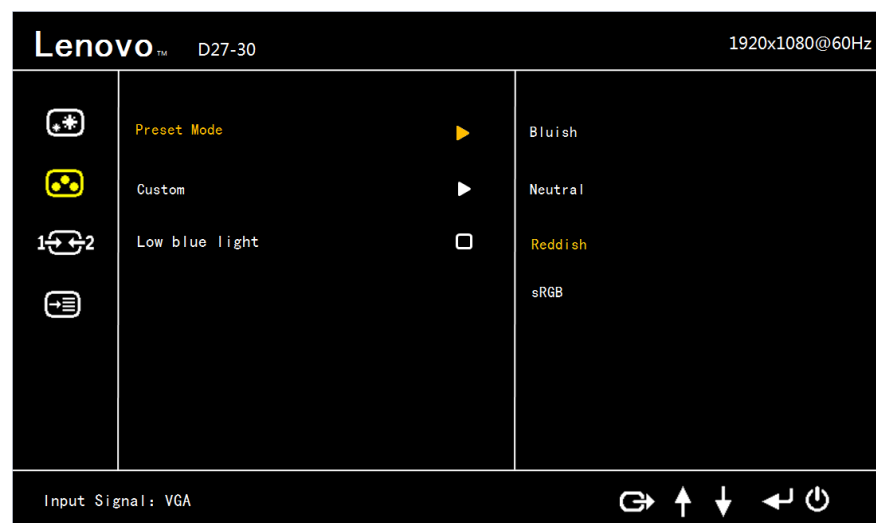 Lenovo™ D27-30 1920x1080@60Hz
Preset Mode
Custom
Low blue light
Bluish
Neutral
Reddish
sRGB
1 2
Input Signal: VGA